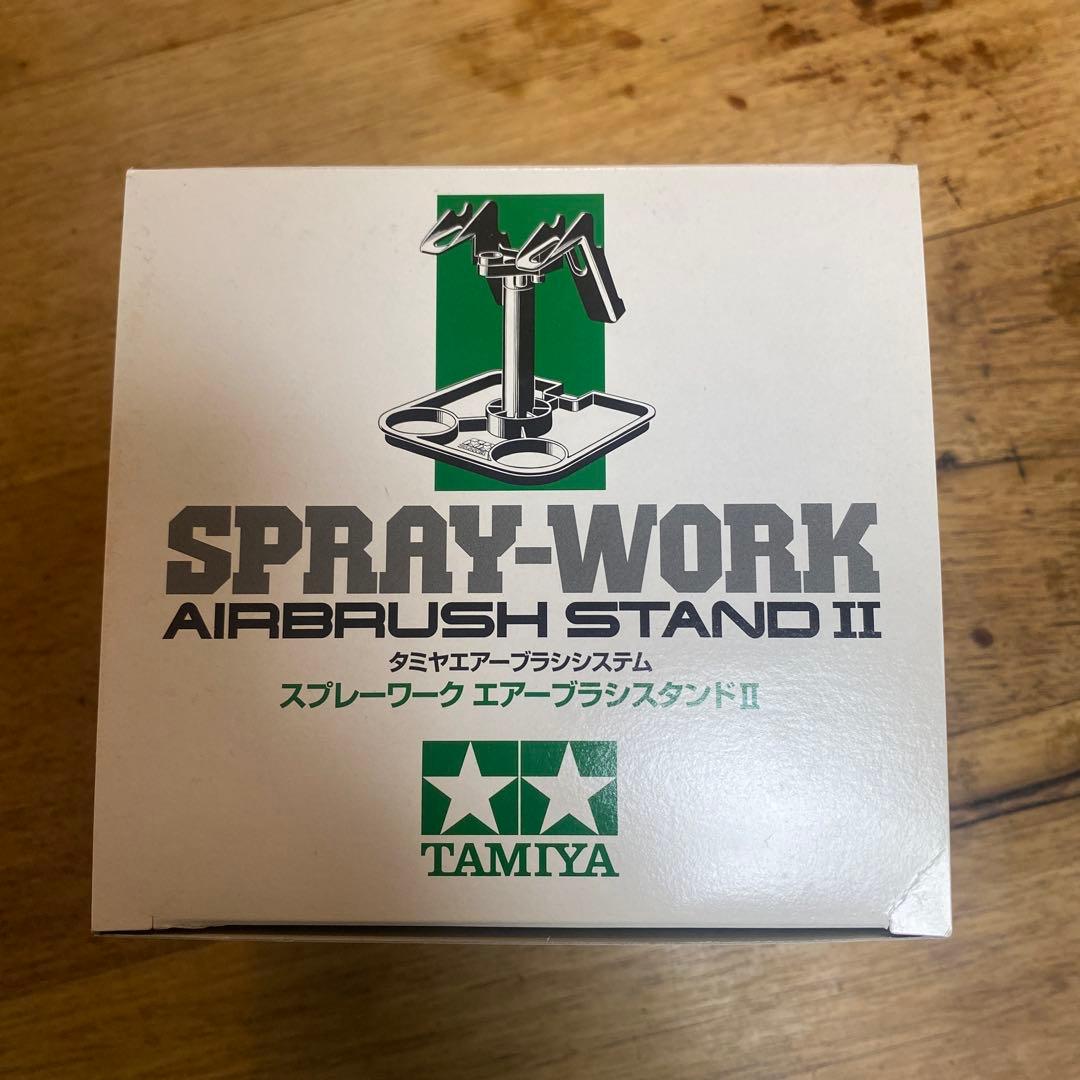 SPRAY-WORK
AIRBRUSH STAND II
タミヤエアーブラシシステム
スプレーワーク エアーブラシスタンドII
TAMIYA